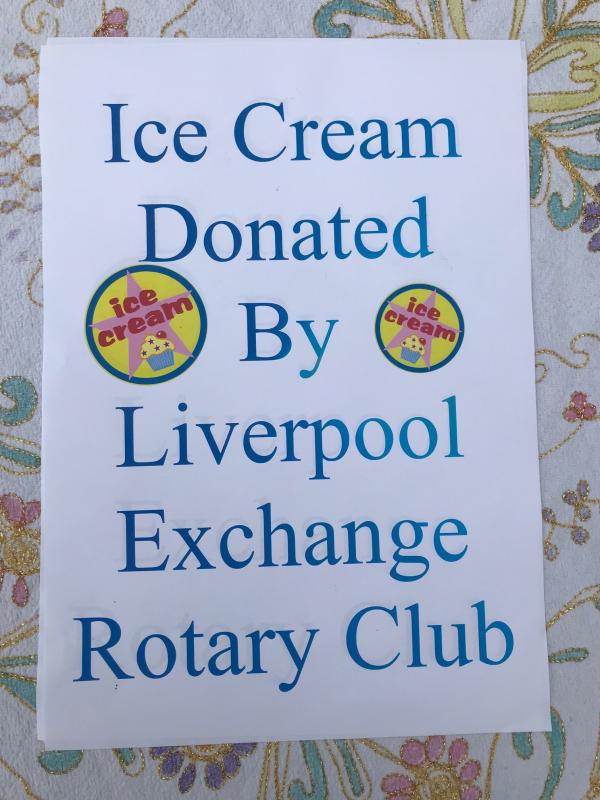 Ice Cream
Donated
ice cream
By
ice cream
Liverpool
Exchange
Rotary Club